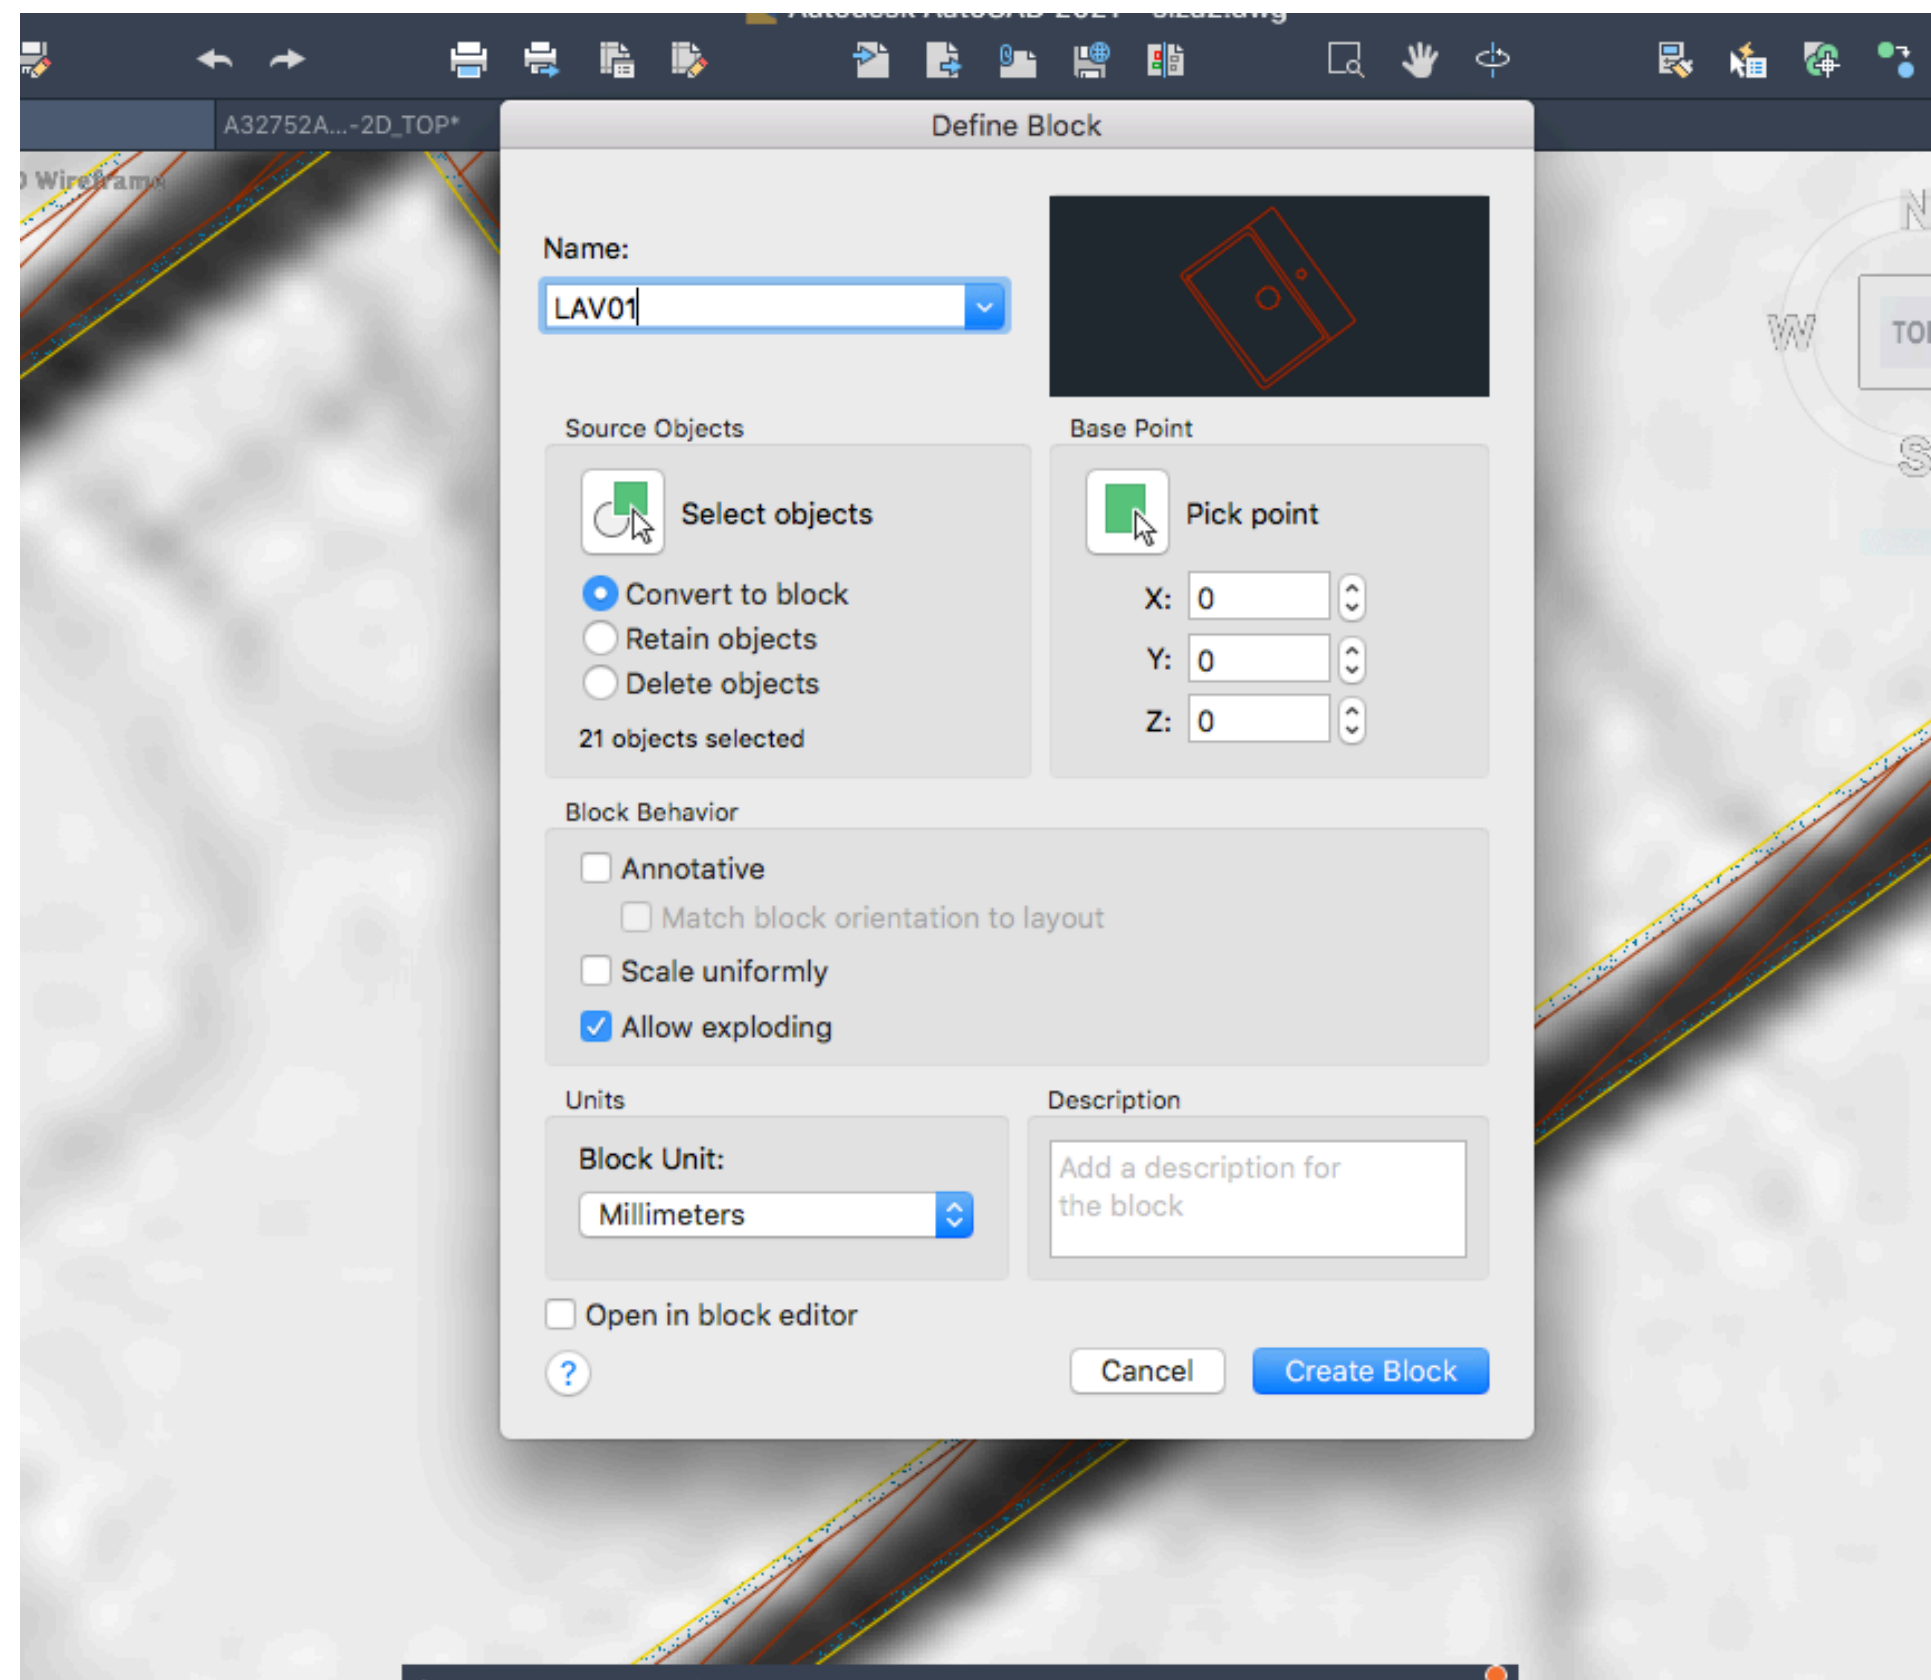 Autodesk AutoCAD 2021
A32752A...-2D_TOP*
Define Block
Wireframe
N
W
S
Name:
LAV01
Source Objects
Base Point
Select objects
Pick point
Convert to block
X: 0
Retain objects
Y: 0
Delete objects
Z: 0
21 objects selected
Block Behavior
Annotative
Match block orientation to layout
Scale uniformly
Allow exploding
Units
Description
Block Unit:
Add a description for
the block
Millimeters
Open in block editor
?
Cancel
Create Block